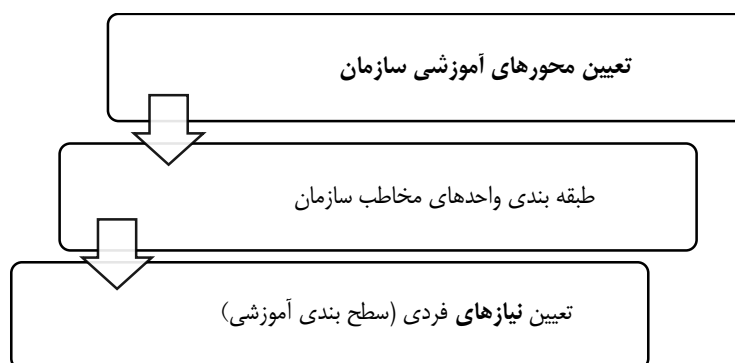 تعیین محورهای آموزشی سازمان
طبقه بندی واحدهای مخاطب سازمان
تعیین نیازهای فردی (سطح بندی آموزشی)